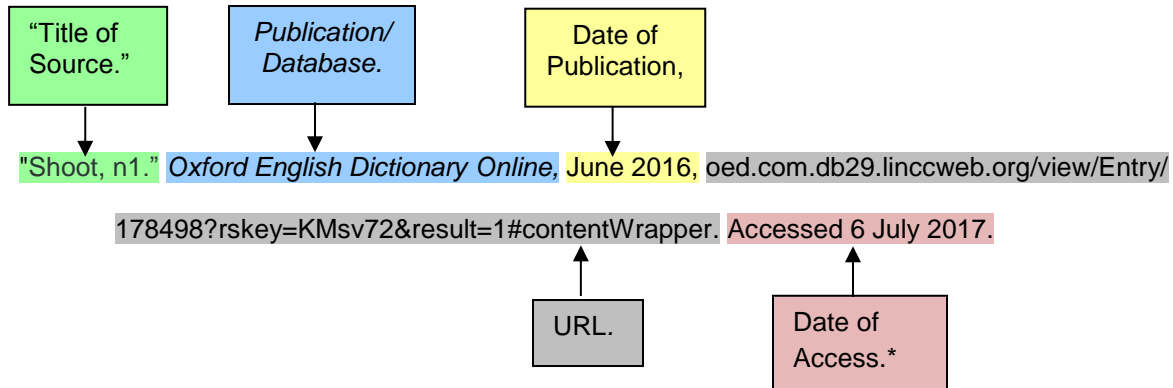 “Title of
Source.”
Publication/
Database.
Date of
Publication,
"Shoot, n1.” Oxford English Dictionary Online, June 2016, oed.com.db29.linccweb.org/view/Entry/
178498?rskey=KMsv72&result=1#contentWrapper. Accessed 6 July 2017.
URL.
Date of
Access.*